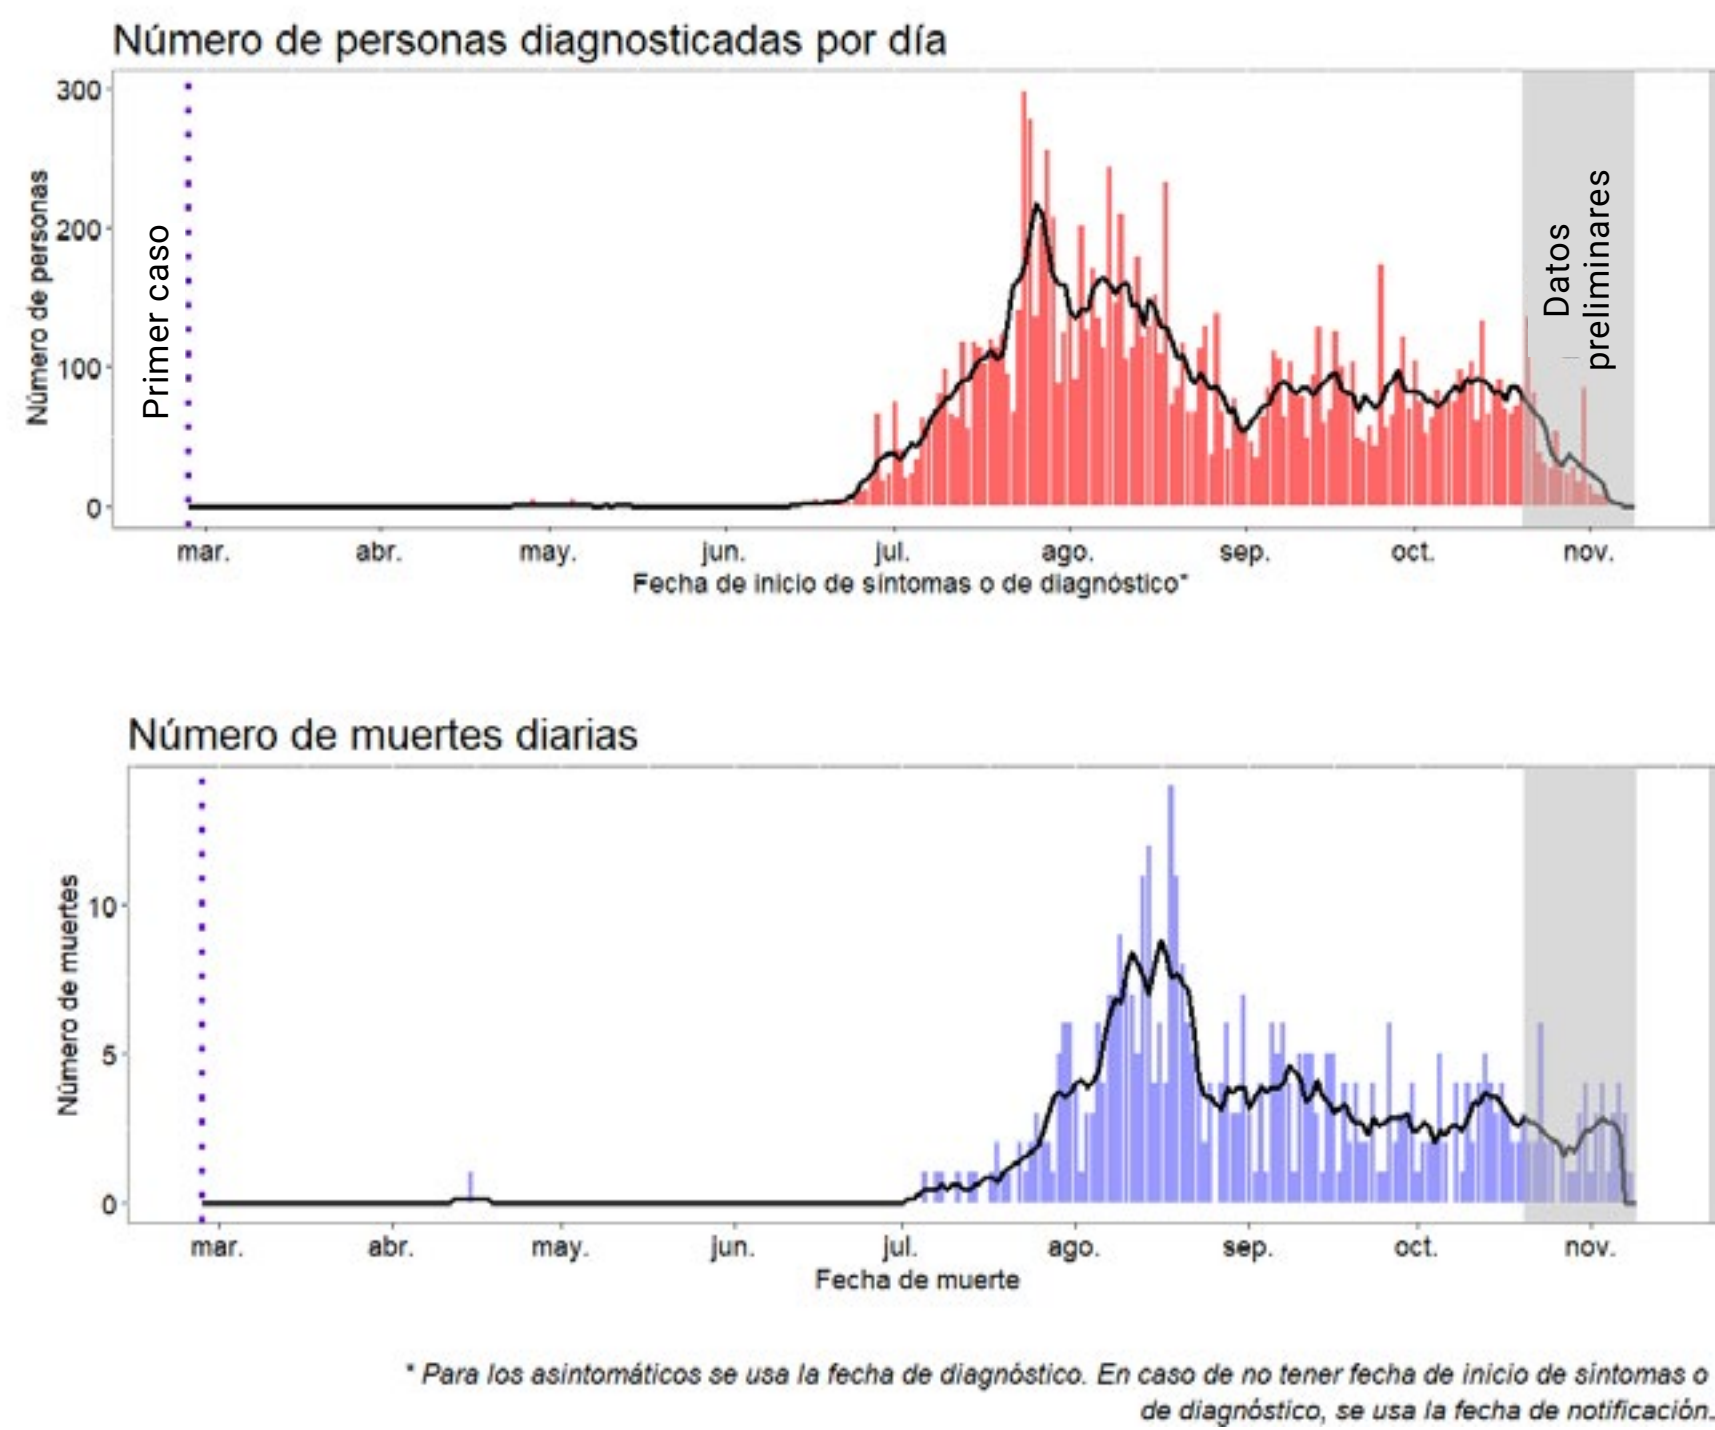 Número de personas diagnosticadas por día
Número de personas
300
200
100
0
Primer caso
Datos
preliminares
mar.
abr.
may.
jun.
jul.
ago.
sep.
oct.
nov.
Fecha de inicio de síntomas o de diagnóstico*
Número de muertes diarias
Número de muertes
10
5
0
mar.
abr.
may.
jun.
jul.
ago.
sep.
oct.
nov.
Fecha de muerte
* Para los asintomáticos se usa la fecha de diagnóstico. En caso de no tener fecha de inicio de síntomas o
de diagnóstico, se usa la fecha de notificación.